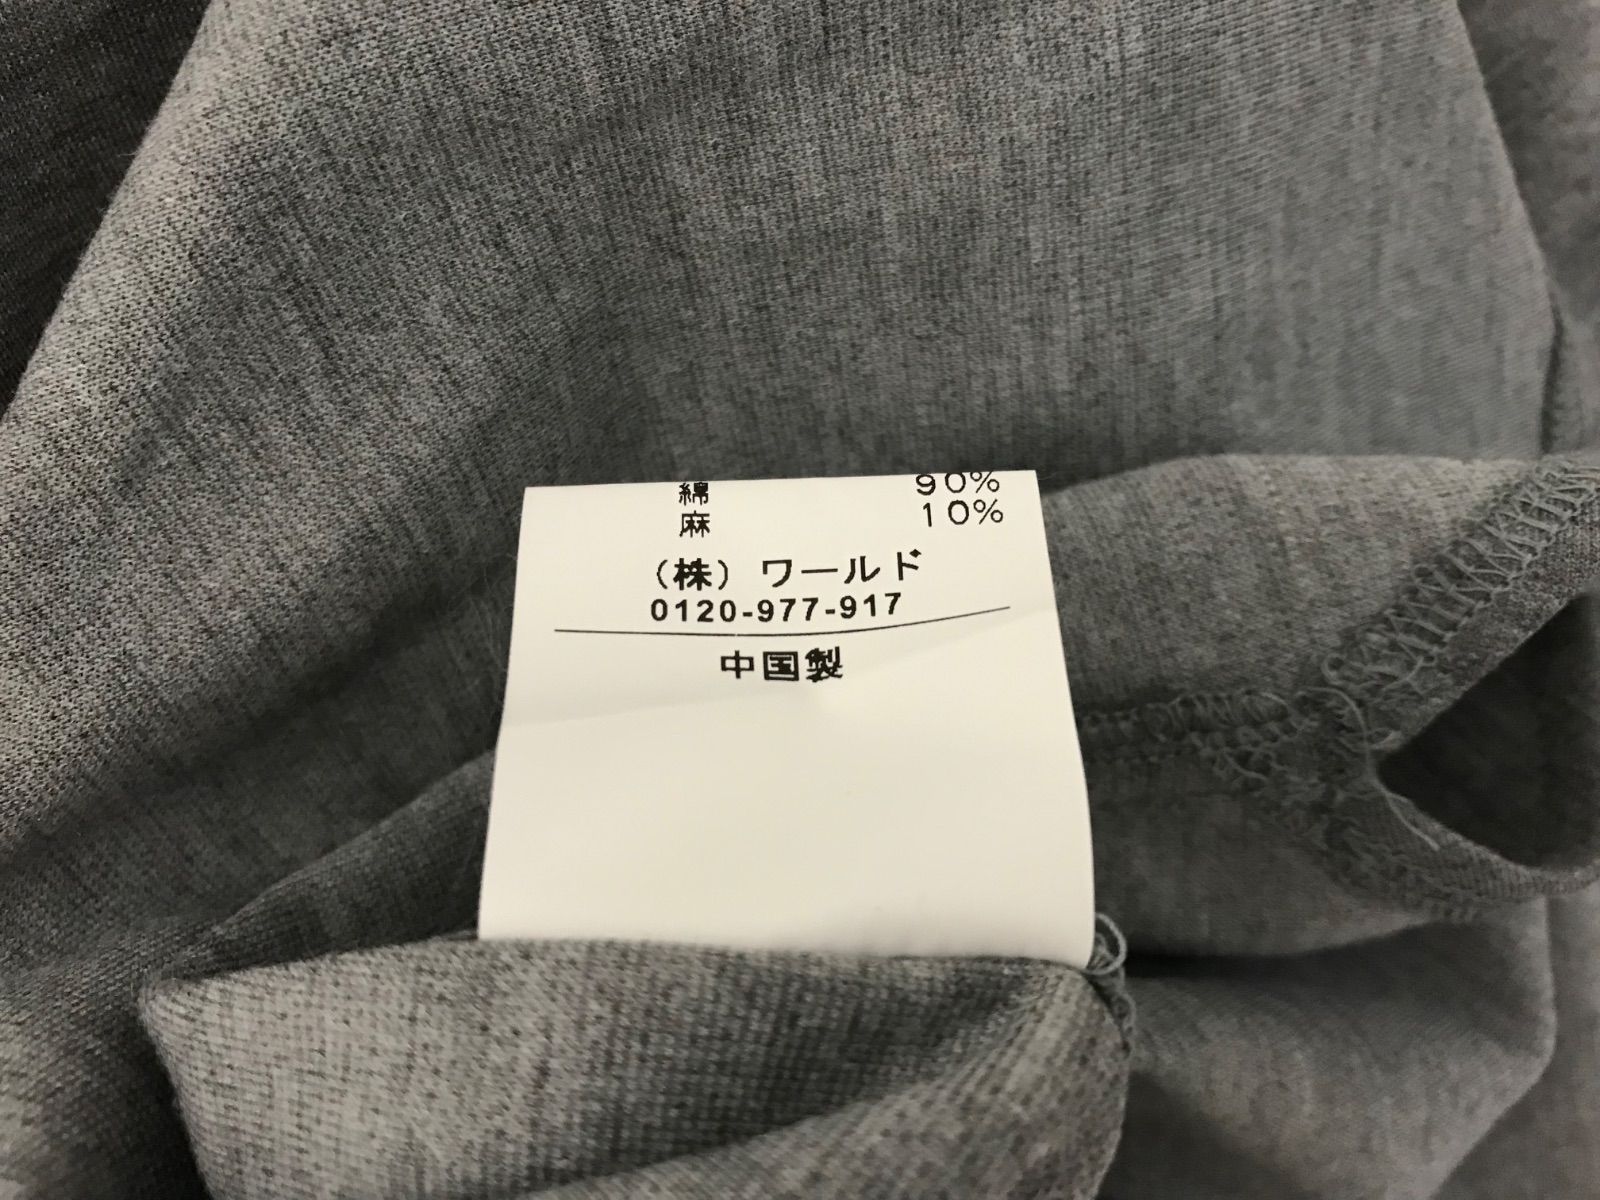 綿 90%
麻 10%
(株) ワールド
0120-977-917
中国製